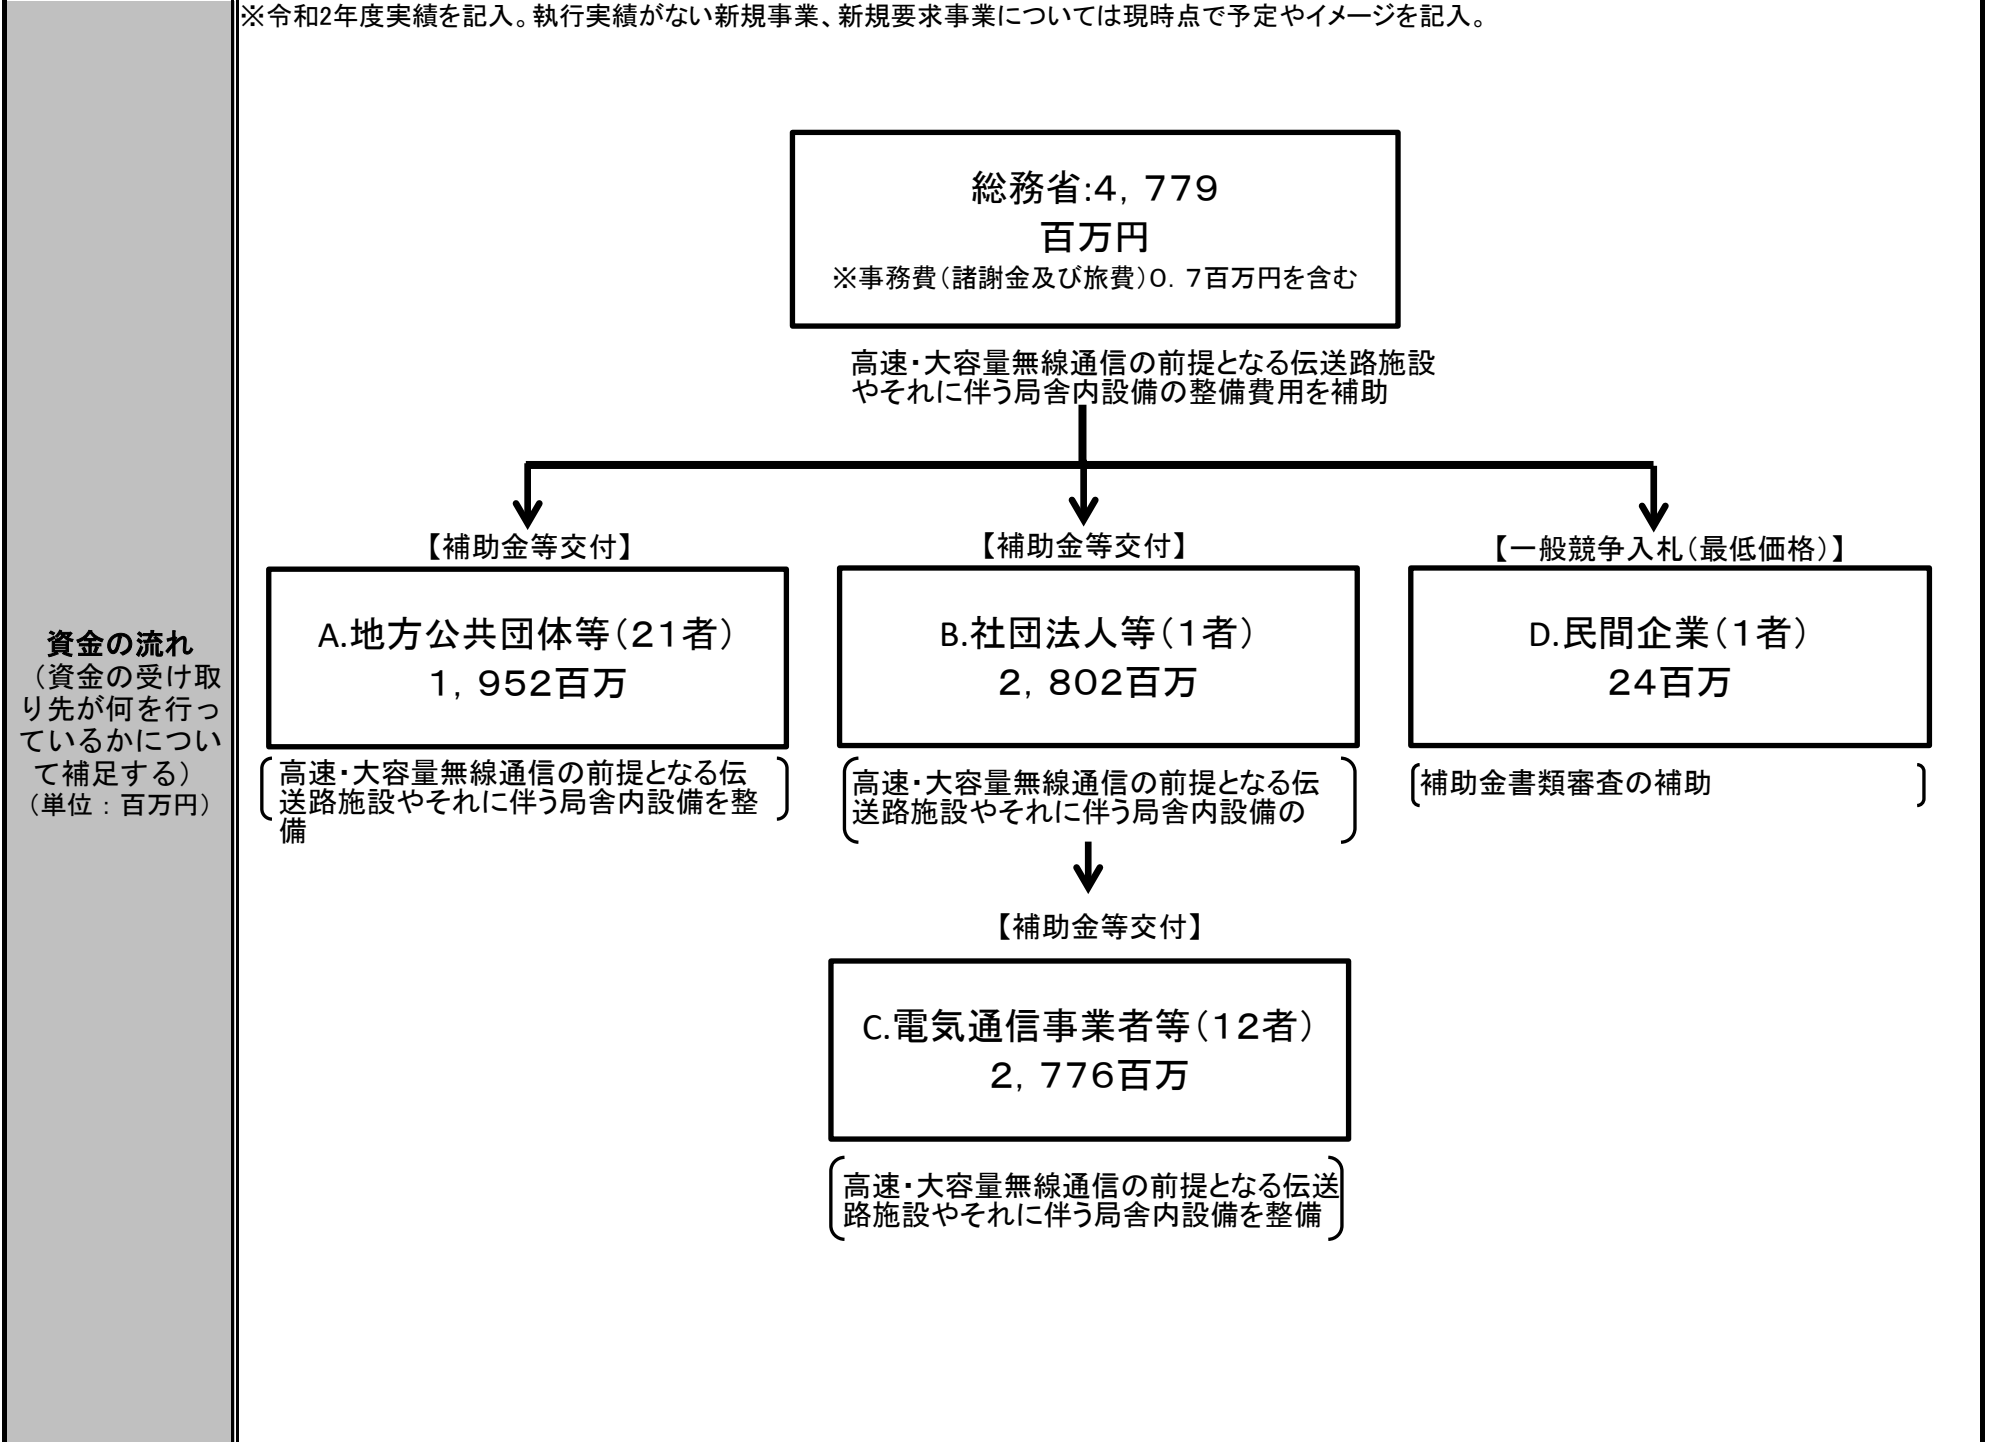 ※令和2年度実績を記入。執行実績がない新規事業、新規要求事業については現時点で予定やイメージを記入。
総務省:4，779
百万円
※事務費（諸謝金及び旅費）0．7百万円を含む
高速・大容量無線通信の前提となる伝送路施設
やそれに伴う局舎内設備の整備費用を補助
【補助金等交付】
【補助金等交付】
【一般競争入札（最低価格）】
A.地方公共団体等（21者）
1，952百万
B.社団法人等（1者）
2，802百万
D.民間企業（1者）
24百万
高速・大容量無線通信の前提となる伝
送路施設やそれに伴う局舎内設備を整
備
高速・大容量無線通信の前提となる伝
送路施設やそれに伴う局舎内設備の
補助金書類審査の補助
資金の流れ
（資金の受け取
り先が何を行っ
ているかについ
て補足する）
（単位：百万円）
【補助金等交付】
C.電気通信事業者等（12者）
2，776百万
高速・大容量無線通信の前提となる伝送
路施設やそれに伴う局舎内設備を整備